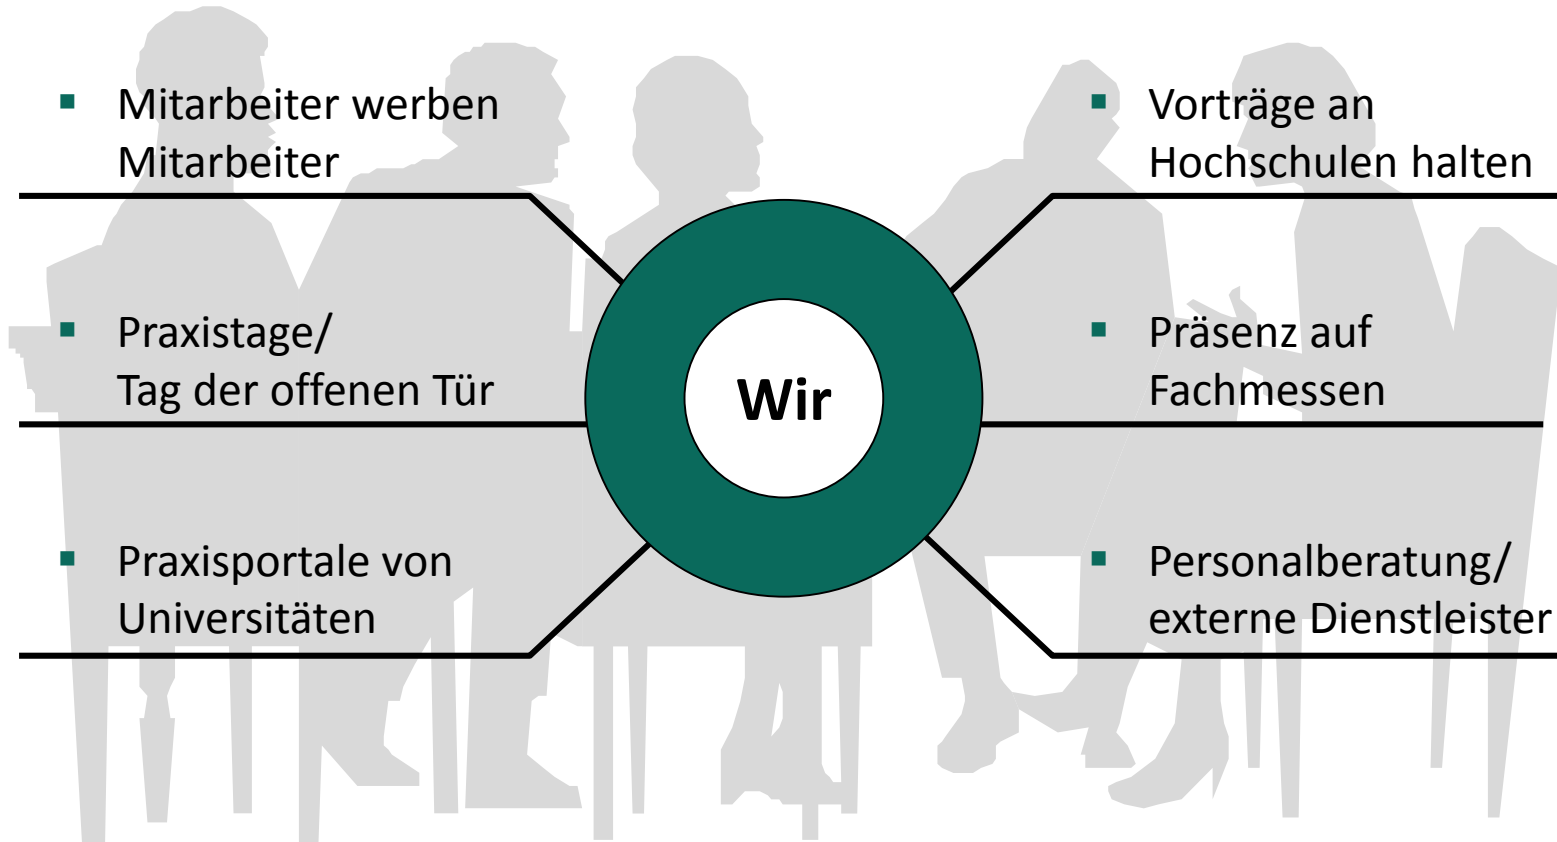 ▪ Mitarbeiter werben
Mitarbeiter
▪ Praxistage/
Tag der offenen Tür
▪ Praxisportale von
Universitäten
Wir
▪ Vorträge an
Hochschulen halten
▪ Präsenz auf
Fachmessen
▪ Personalberatung/
externe Dienstleister